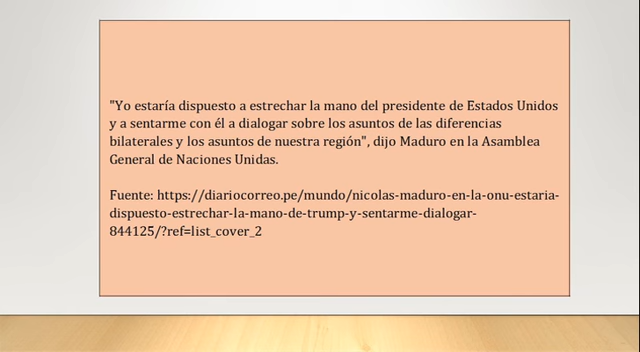 "Yo estaría dispuesto a estrechar la mano del presidente de Estados Unidos
y a sentarme con él a dialogar sobre los asuntos de las diferencias
bilaterales y los asuntos de nuestra región", dijo Maduro en la Asamblea
General de Naciones Unidas.
Fuente: https://diariocorreo.pe/mundo/nicolas-maduro-en-la-onu-estaria-
dispuesto-estrechar-la-mano-de-trump-y-sentarme-dialogar-
844125/?ref=list_cover_2